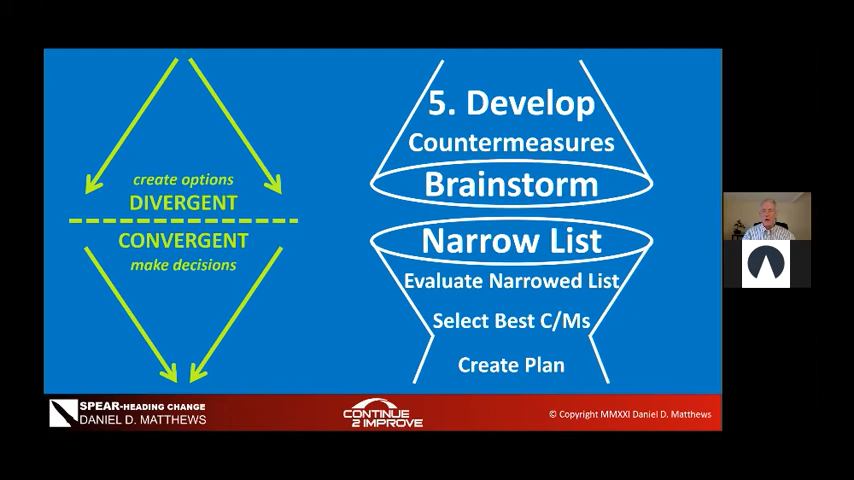 create options
DIVERGENT
CONVERGENT
make decisions
5. Develop
Countermeasures
Brainstorm
Narrow List
Evaluate Narrowed List
Select Best C/Ms
Create Plan
SPEAR-HEADING CHANGE
DANIEL D. MATTHEWS
CONTINUE
2 IMPROVE
© Copyright MMXXI Daniel D. Matthews